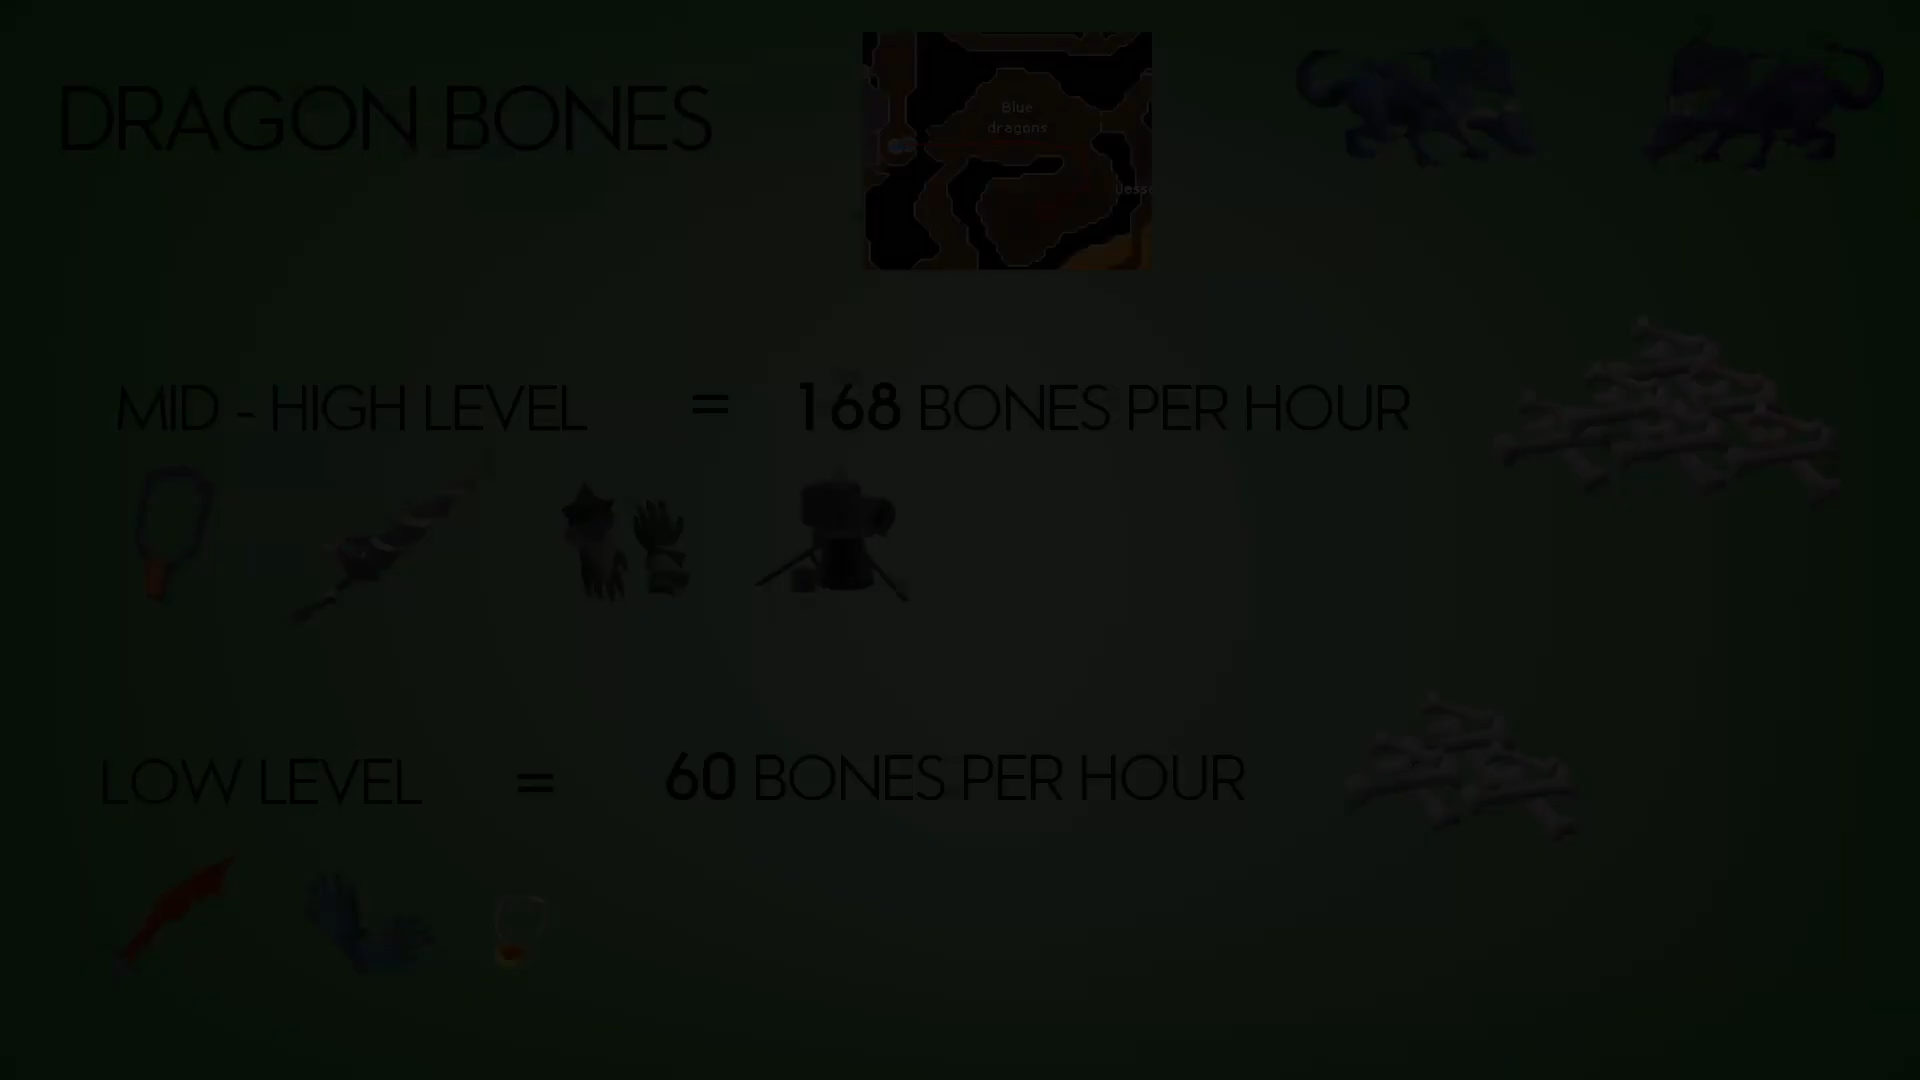 DRAGON BONES
Blue
dragons
MID - HIGH LEVEL = 168 BONES PER HOUR
LOW LEVEL = 60 BONES PER HOUR